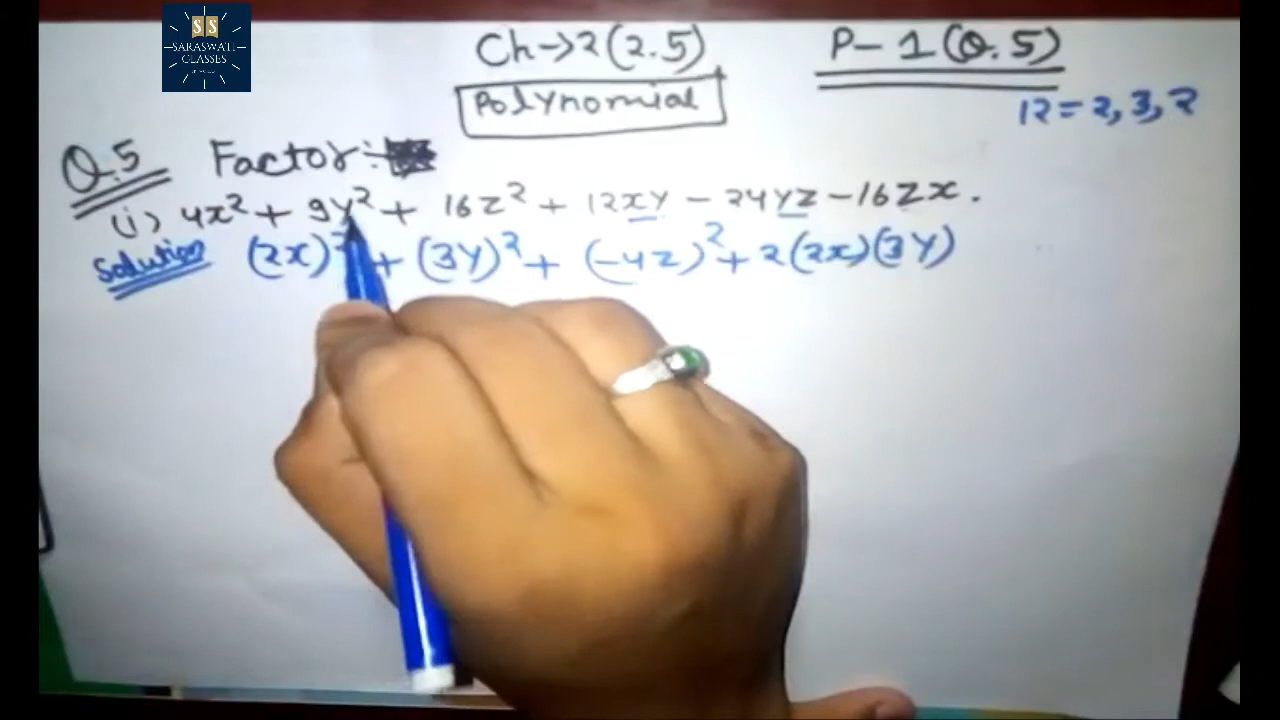 S S
SARASWATI
CLASSES
Ch→2(2.5)
P-1(Q.5)
Polynomial
12=2,3,2
Q.5 Factor:-
(i) 4x² + 9y² + 16z² + 12xy - 24yz - 16zx.
Solution (2x)² + (3y)² + (-4z)² + 2(2x)(3y)